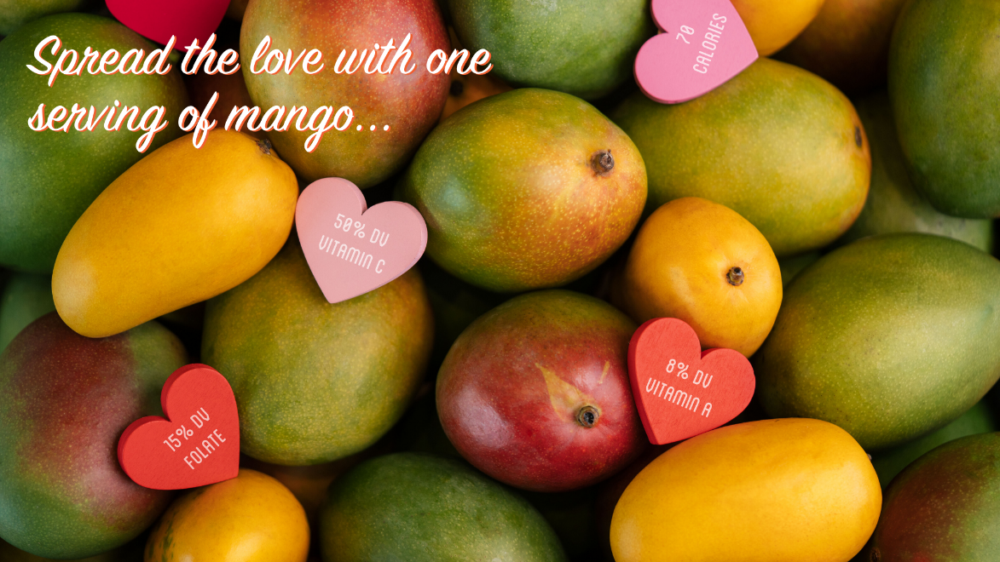 Spread the love with one
serving of mango...
70
CALORIES
50% DV
VITAMIN C
8% DV
VITAMIN A
15% DV
FOLATE